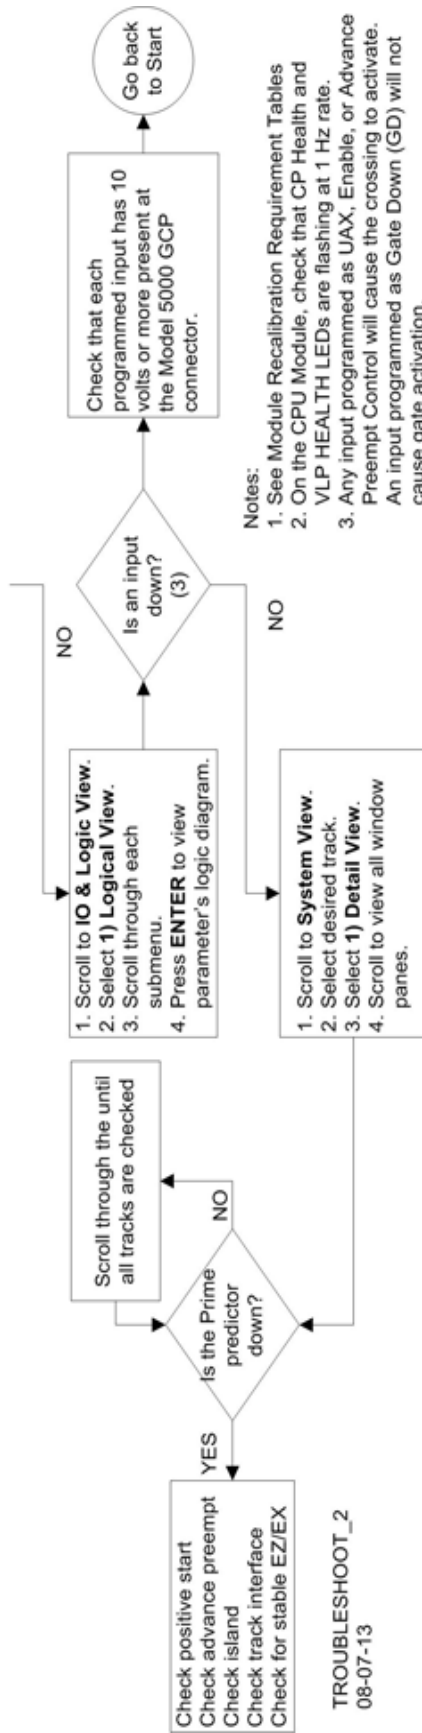 NO
1. Scroll to IO & Logic View.
2. Select 1) Logical View.
3. Scroll through each
submenu.
4. Press ENTER to view
parameter's logic diagram.
Is an input
down?
(3)
Check that each
programmed input has 10
volts or more present at
the Model 5000 GCP
connector.
Go back
to Start
NO
1. Scroll to System View.
2. Select desired track.
3. Select 1) Detail View.
4. Scroll to view all window
panes.
Scroll through the until
all tracks are checked
NO
Is the Prime
predictor
down?
YES
Check positive start
Check advance preempt
Check island
Check track interface
Check for stable EZ/EX
Notes:
1. See Module Recalibration Requirement Tables
2. On the CPU Module, check that CP Health and
VLP HEALTH LEDs are flashing at 1 Hz rate.
3. Any input programmed as UAX, Enable, or Advance
Preempt Control will cause the crossing to activate.
An input programmed as Gate Down (GD) will not
cause gate activation.
TROUBLESHOOT_2
08-07-13